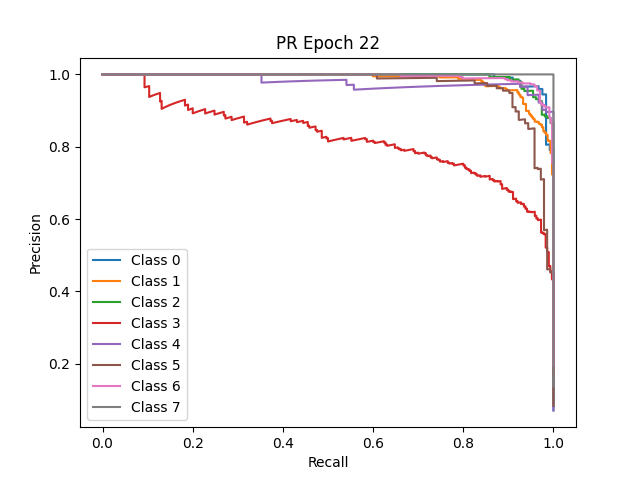 PR Epoch 22
1.0
0.8
0.6
0.4
0.2
Precision
Class 0
Class 1
Class 2
Class 3
Class 4
Class 5
Class 6
Class 7
0.0 0.2 0.4 0.6 0.8 1.0
Recall